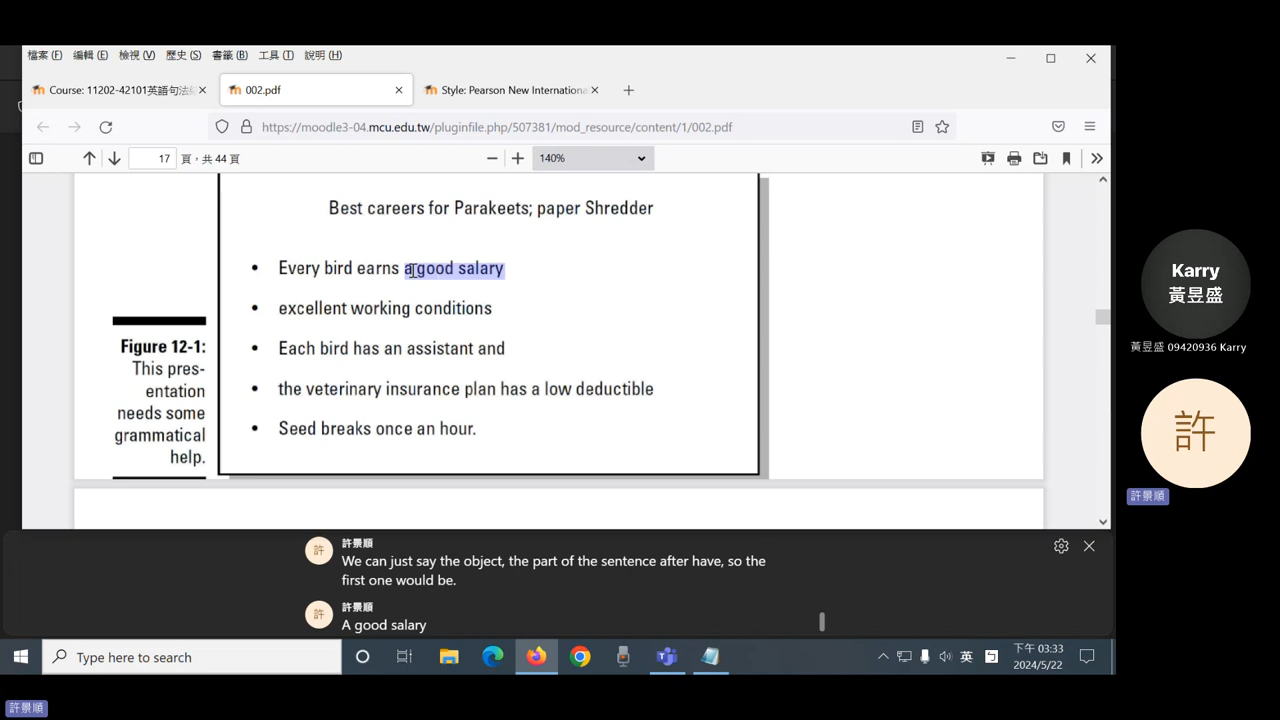 檔案 (F) 編輯 (E) 檢視 (V) 歷史 (S) 書籤 (B) 工具 (T) 說明 (H)
Course: 11202-42101英語句法
002.pdf
Style: Pearson New Internationa
https://moodle3-04.mcu.edu.tw/pluginfile.php/507381/mod_resource/content/1/002.pdf
17 頁，共 44 頁
140%
Best careers for Parakeets; paper Shredder
• Every bird earns a good salary
• excellent working conditions
• Each bird has an assistant and
• the veterinary insurance plan has a low deductible
• Seed breaks once an hour.
Figure 12-1:
This pres-
entation
needs some
grammatical
help.
Karry
黃昱盛
黃昱盛 09420936 Karry
許
許景順
許
許景順
We can just say the object, the part of the sentence after have, so the
first one would be.
許
許景順
A good salary
Type here to search
英
下午 03:33
2024/5/22
許景順